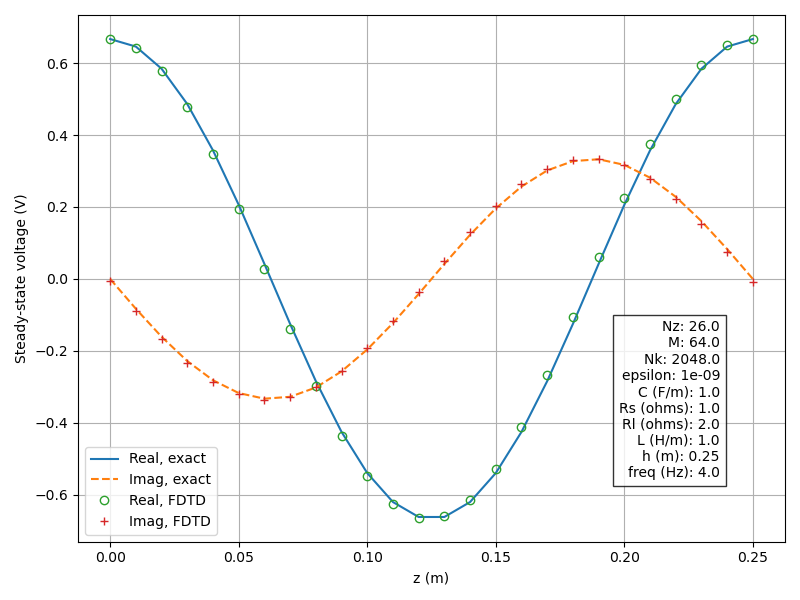 0.6
0.4
0.2
0.0
−0.2
−0.4
−0.6
Steady-state voltage (V)
Nz: 26.0
M: 64.0
Nk: 2048.0
epsilon: 1e-09
C (F/m): 1.0
Rs (ohms): 1.0
Rl (ohms): 2.0
L (H/m): 1.0
h (m): 0.25
freq (Hz): 4.0
Real, exact
Imag, exact
Real, FDTD
Imag, FDTD
0.00 0.05 0.10 0.15 0.20 0.25
z (m)